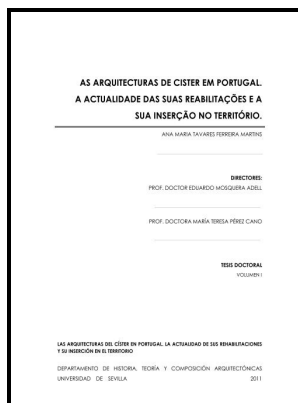 AS ARQUITECTURAS DE CISTER EM PORTUGAL.
A ACTUALIDADE DAS SUAS REABILITAÇÕES E A
SUA INSERÇÃO NO TERRITÓRIO.
ANA MARIA TAVARES FERREIRA MARTINS
DIRECTORES:
PROF. DOCTOR EDUARDO MOSQUERA ADELL
PROF. DOCTORA MARÍA TERESA PÉREZ CANO
TESIS DOCTORAL
VOLUMEN I
LAS ARQUITECTURAS DEL CÍSTER EN PORTUGAL. LA ACTUALIDAD DE SUS REHABILITACIONES
Y SU INSERCIÓN EN EL TERRITORIO
DEPARTAMENTO DE HISTORIA, TEORÍA Y COMPOSICIÓN ARQUITECTÓNICAS
UNIVERSIDAD DE SEVILLA 2011